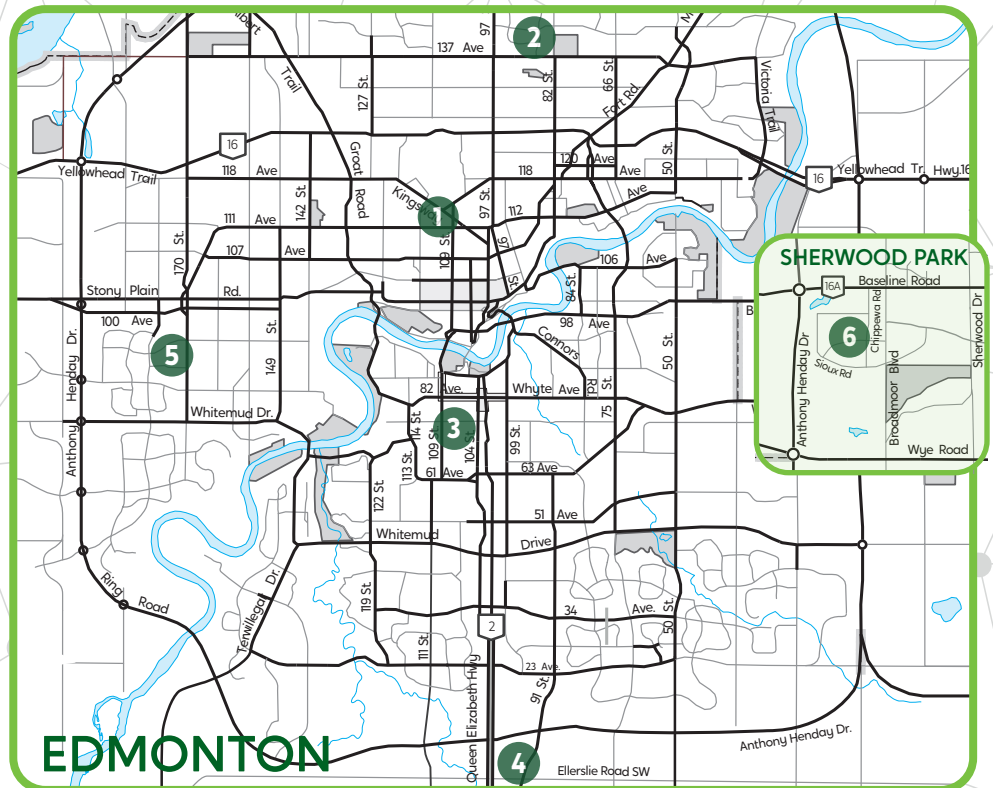 97
137 Ave
2
Trail
127 St.
82 St.
66 St.
Fort Rd.
Victoria Trail
16
Yellowhead Trail
118 Ave
142 St.
Groat Road
118
120 Ave
Ave
50 St.
16
Yellowhead Tr. Hwy.16
Ave
111 Ave
1
97 St.
112
107 Ave
109 St.
97 St.
106 Ave
170 St.
84 St.
Stony Plain Rd.
100 Ave
98 Ave
Connors Rd
5
149 St.
50 St.
82 Ave.
Whyte Ave
75 St.
Whitemud Dr.
114 St.
3
109 St.
104 St.
99 St.
113 St.
61 Ave
63 Ave
122 St.
51 Ave
Whitemud Drive
Anthony Henday Dr.
Ring Road
Terwillegar Dr.
119 St.
34 Ave.
50 St.
111 St.
2
23 Ave.
91 St.
Queen Elizabeth Hwy
Anthony Henday Dr.
4
Ellerslie Road SW
EDMONTON
SHERWOOD PARK
16A
Baseline Road
6
Chippewa Rd
Sioux Rd
Sherwood Dr
Anthony Henday Dr
Broadmoor Blvd
Wye Road